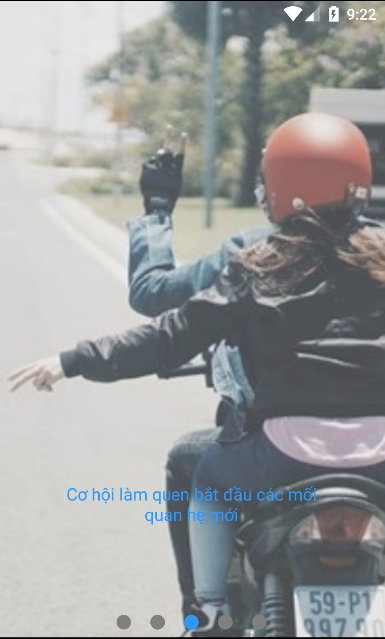 9:22
Cơ hội làm quen bắt đầu các mối
quan hệ mới
59-P1